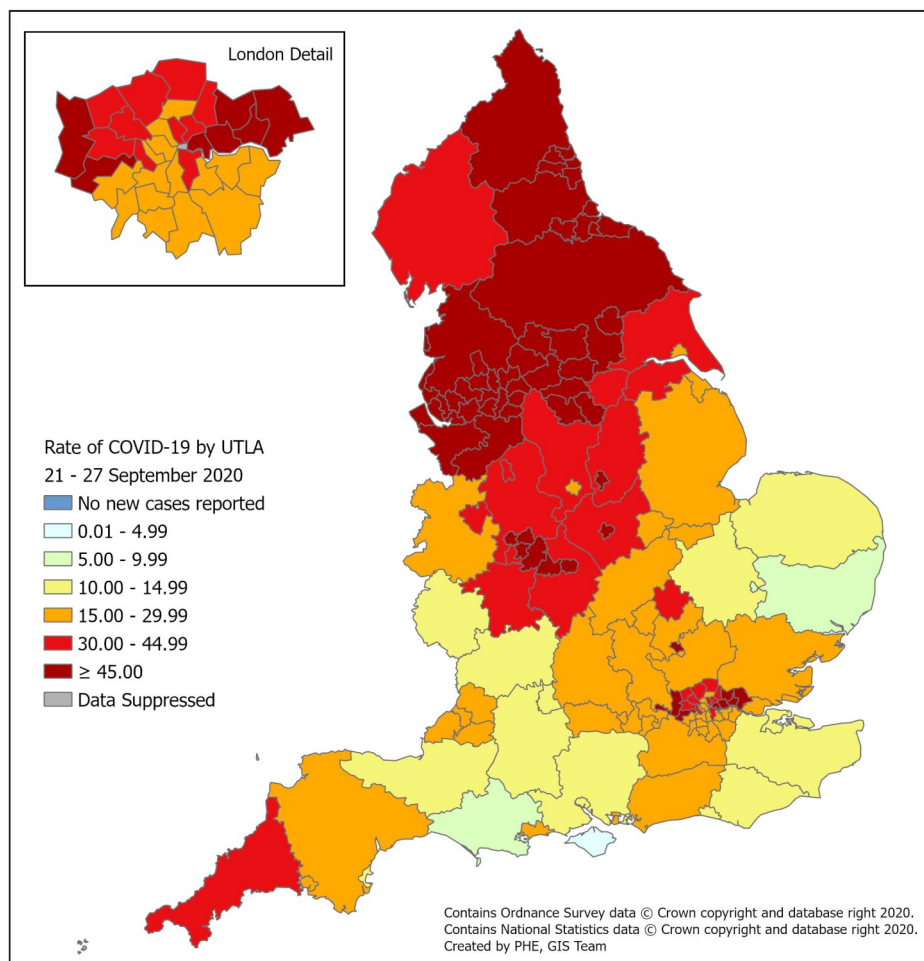 London Detail
Rate of COVID-19 by UTLA
21 - 27 September 2020
No new cases reported
0.01 - 4.99
5.00 - 9.99
10.00 - 14.99
15.00 - 29.99
30.00 - 44.99
≥ 45.00
Data Suppressed
Contains Ordnance Survey data © Crown copyright and database right 2020.
Contains National Statistics data © Crown copyright and database right 2020.
Created by PHE, GIS Team